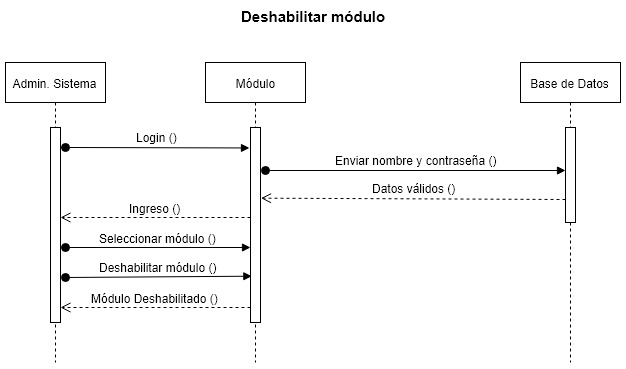 Deshabilitar módulo
Admin. Sistema
Módulo
Base de Datos
Login ()
Enviar nombre y contraseña ()
Datos válidos ()
Ingreso ()
Seleccionar módulo ()
Deshabilitar módulo ()
Módulo Deshabilitado ()